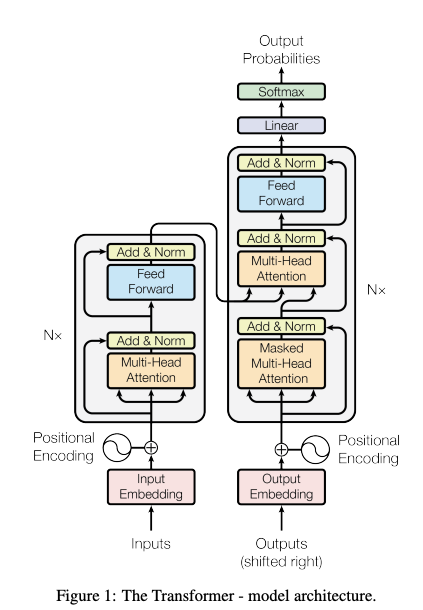 Output
Probabilities
Softmax
Linear
Add & Norm
Feed
Forward
Add & Norm
Multi-Head
Attention
Add & Norm
Masked
Multi-Head
Attention
Nx
Add & Norm
Feed
Forward
Add & Norm
Multi-Head
Attention
Nx
Positional
Encoding
Positional
Encoding
Input
Embedding
Output
Embedding
Inputs
Outputs
(shifted right)
Figure 1: The Transformer - model architecture.